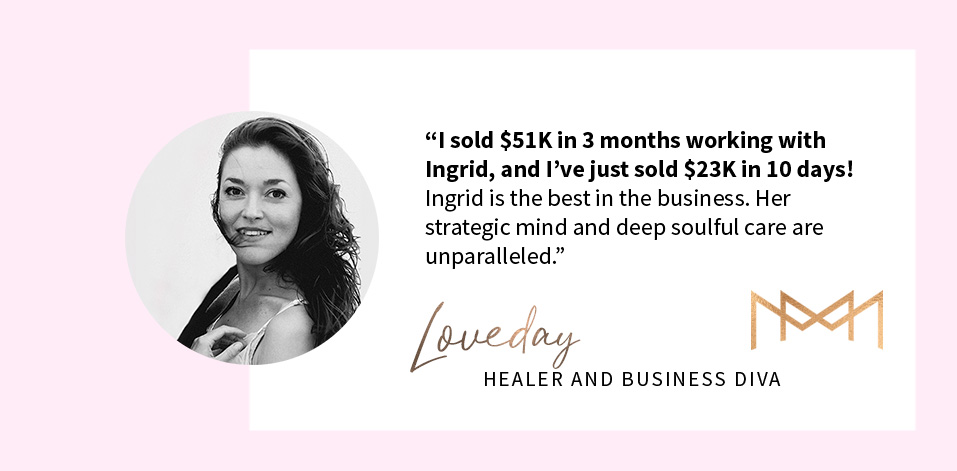 “I sold $51K in 3 months working with
Ingrid, and I’ve just sold $23K in 10 days!
Ingrid is the best in the business. Her
strategic mind and deep soulful care are
unparalleled.”
Loveday
HEALER AND BUSINESS DIVA